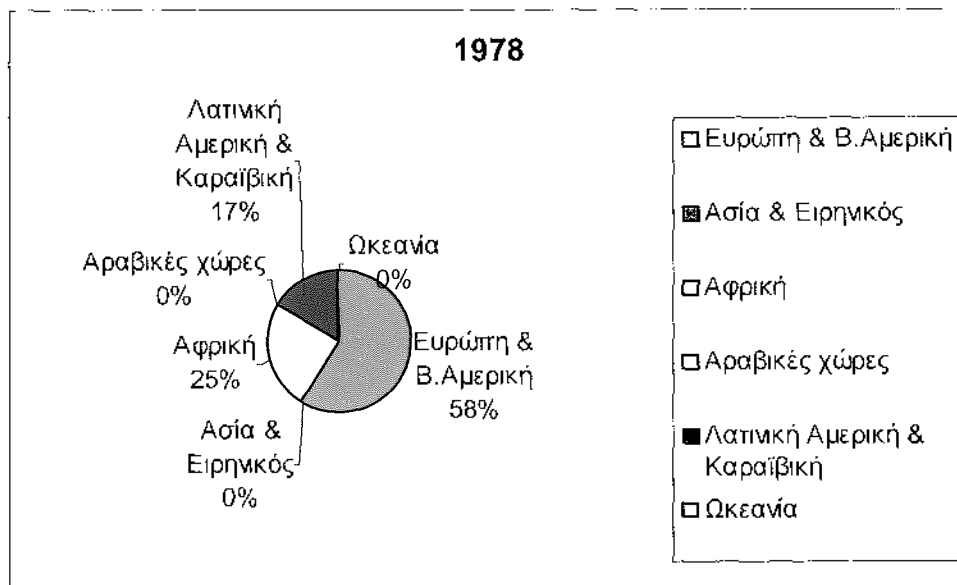 1978
Λατινική
Αμερική &
Καραϊβική
17%
Ωκεανία
0%
Αραβικές χώρες
0%
Αφρική
25%
Ευρώπη &
Β.Αμερική
58%
Ασία &
Ειρηνικός
0%
Ευρώπη & Β.Αμερική
Ασία & Ειρηνικός
Αφρική
Αραβικές χώρες
Λατινική Αμερική &
Καραϊβική
Ωκεανία